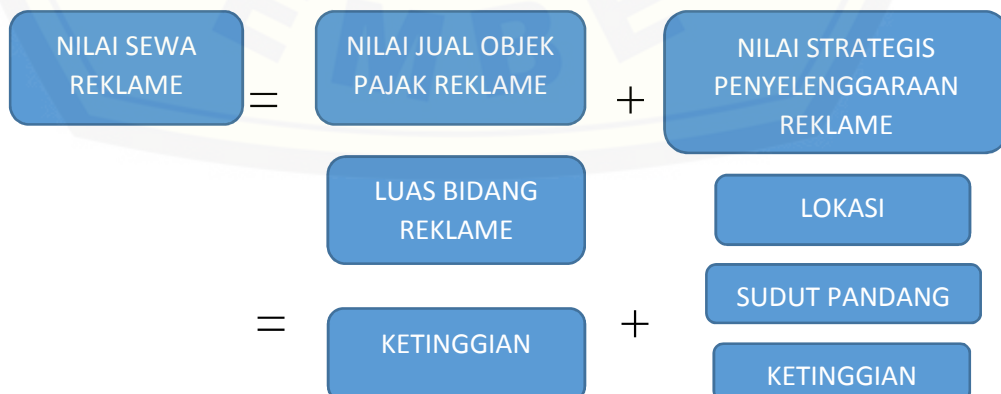 NILAI SEWA
REKLAME
=
NILAI JUAL OBJEK
PAJAK REKLAME
+
NILAI STRATEGIS
PENYELENGGARAAN
REKLAME
LUAS BIDANG
REKLAME
LOKASI
SUDUT PANDANG
=
KETINGGIAN
+
KETINGGIAN